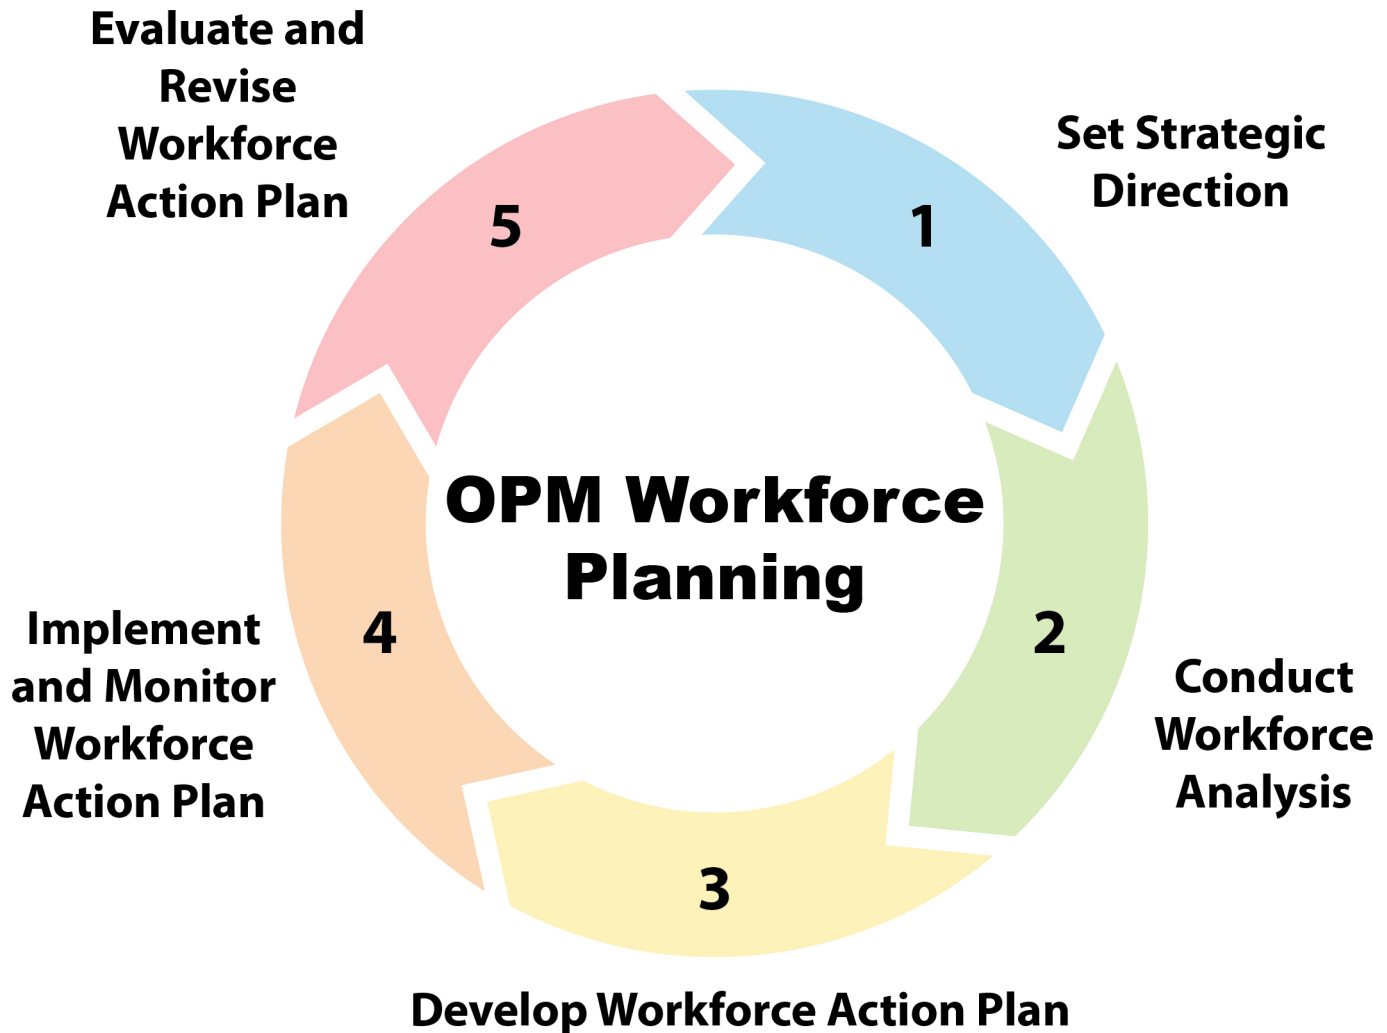 OPM Workforce
Planning
1
Set Strategic
Direction
2
Conduct
Workforce
Analysis
3
Develop Workforce Action Plan
4
Implement
and Monitor
Workforce
Action Plan
5
Evaluate and
Revise
Workforce
Action Plan